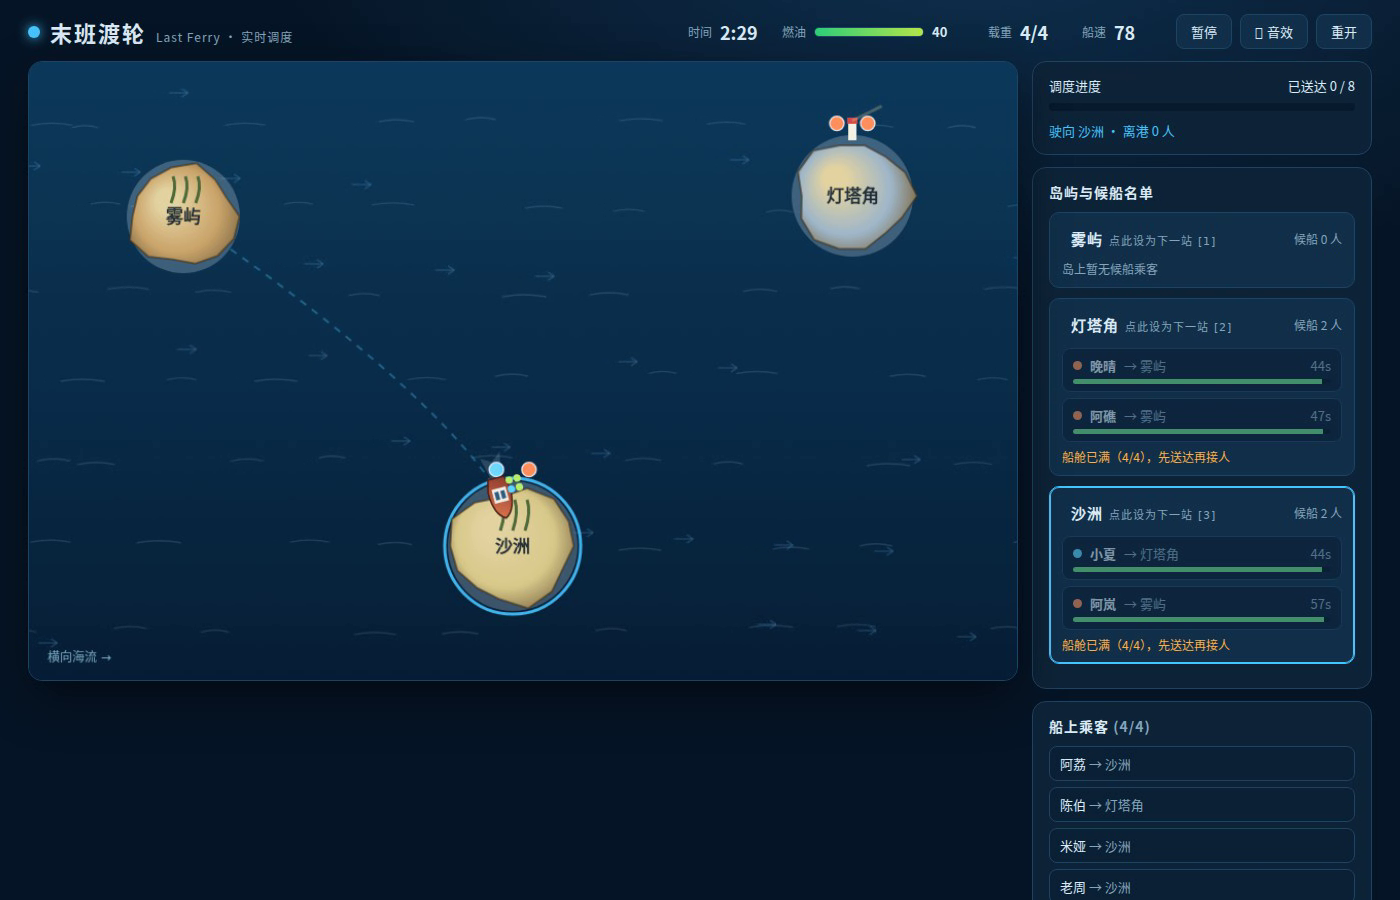 末班渡轮 Last Ferry · 实时调度
时间 2:29 燃油 40 载重 4/4 船速 78 暂停 音效 重开
雾屿
灯塔角
沙洲
横向海流 →
调度进度 已送达 0 / 8
驶向 沙洲 · 离港 0 人
岛屿与候船名单
雾屿 点此设为下一站 [1] 候船 0 人
岛上暂无候船乘客
灯塔角 点此设为下一站 [2] 候船 2 人
晚晴 → 雾屿 44s
阿礁 → 雾屿 47s
船舱已满（4/4），先送达再接人
沙洲 点此设为下一站 [3] 候船 2 人
小夏 → 灯塔角 44s
阿岚 → 雾屿 57s
船舱已满（4/4），先送达再接人
船上乘客 (4/4)
阿荔 → 沙洲
陈伯 → 灯塔角
米娅 → 沙洲
老周 → 沙洲